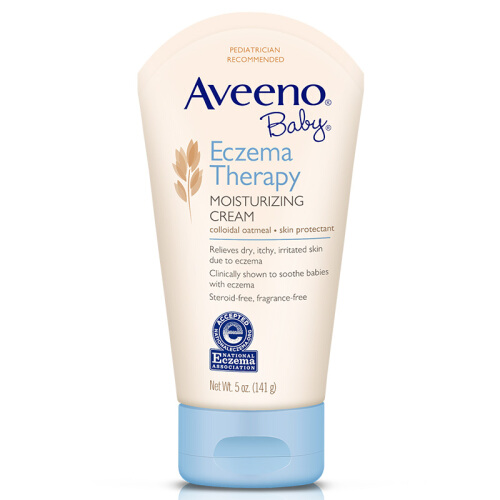 PEDIATRICIAN
RECOMMENDED
Aveeno®
Baby®
Eczema
Therapy
MOISTURIZING
CREAM
colloidal oatmeal • skin protectant
Relieves dry, itchy, irritated skin
due to eczema
Clinically shown to soothe babies
with eczema
Steroid-free, fragrance-free
ACCEPTED
e
NATIONALECZEMA.ORG
NATIONAL
Eczema
ASSOCIATION
Net Wt. 5 oz. (141 g)